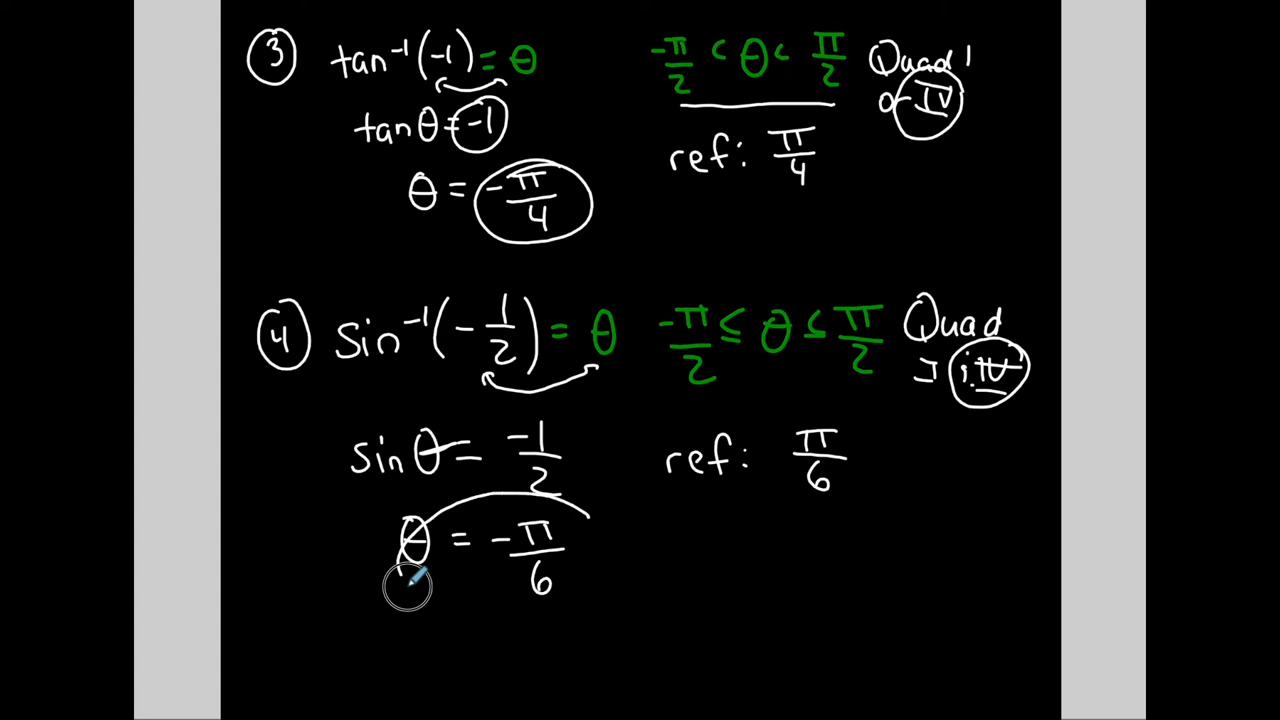 ③ tan⁻¹(-1) = θ   -π/2 < θ < π/2   Quad 1
or IV
tan θ = -1   ref: π/4
θ = -π/4
④ sin⁻¹(-1/2) = θ   -π/2 ≤ θ ≤ π/2   Quad
I, IV
sin θ = -1/2   ref: π/6
θ = -π/6